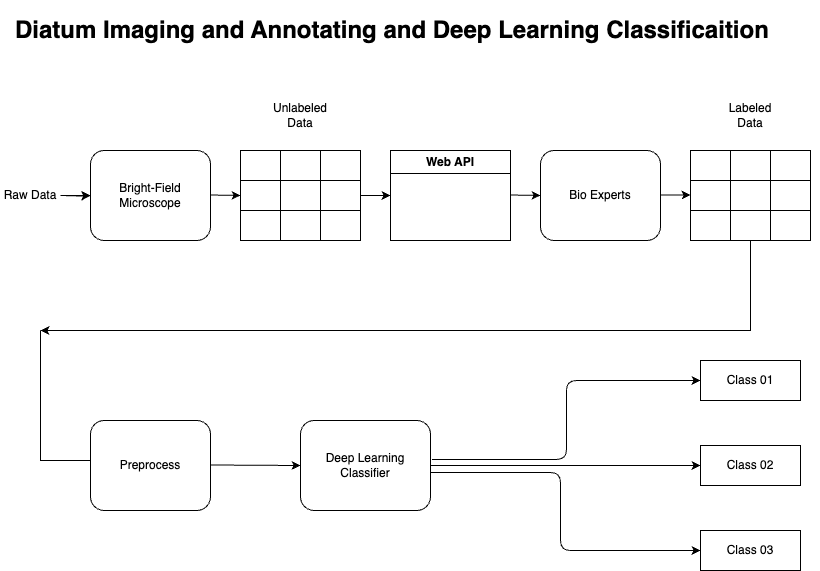 Diatum Imaging and Annotating and Deep Learning Classificaition
Unlabeled
Data
Labeled
Data
Raw Data
Bright-Field
Microscope
Web API
Bio Experts
Class 01
Preprocess
Deep Learning
Classifier
Class 02
Class 03